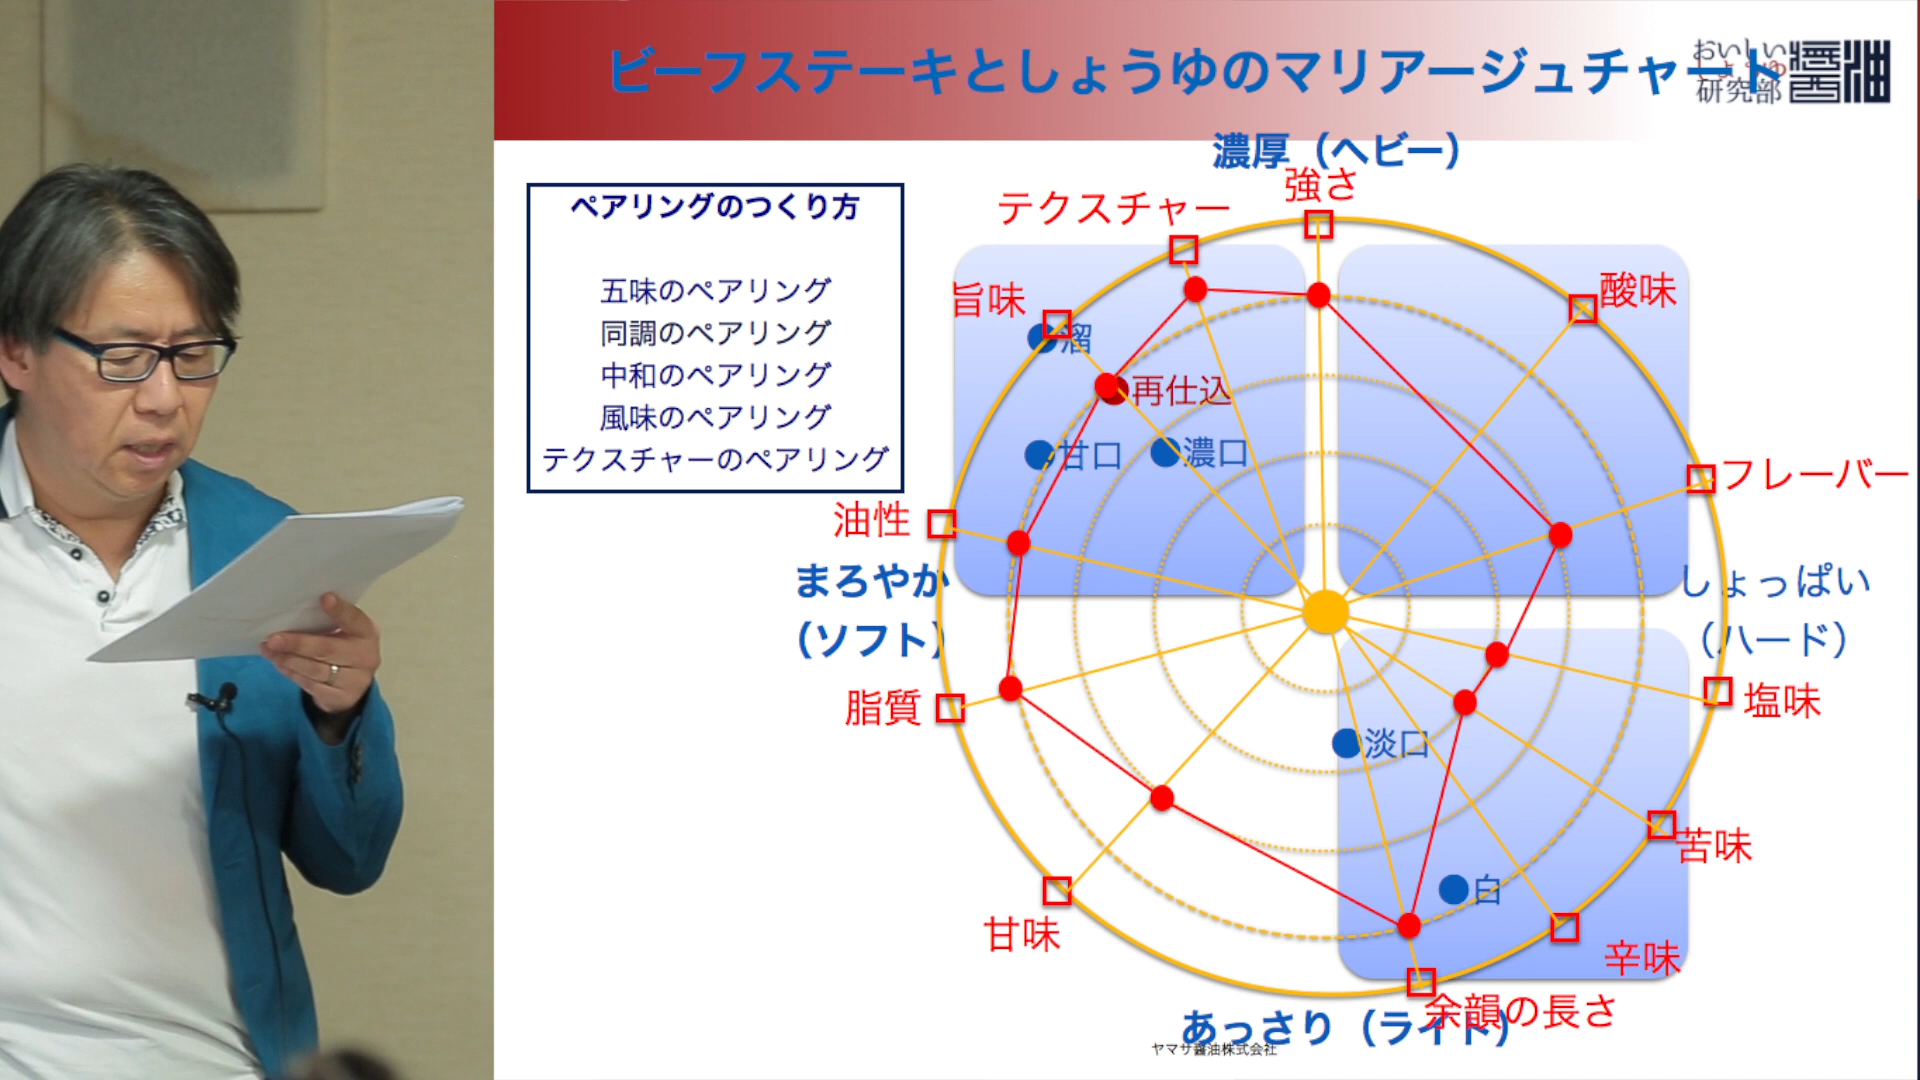 ビーフステーキとしょうゆのマリアージュチャート
おいしい
しょうゆ
研究部
醬油
ペアリングのつくり方
五味のペアリング
同調のペアリング
中和のペアリング
風味のペアリング
テクスチャーのペアリング
濃厚（ヘビー）
強さ
テクスチャー
旨味
酸味
溜
再仕込
甘口
濃口
フレーバー
油性
まろやか
（ソフト）
しょっぱい
（ハード）
脂質
塩味
淡口
苦味
白
甘味
辛味
余韻の長さ
あっさり（ライト）
ヤマサ醤油株式会社